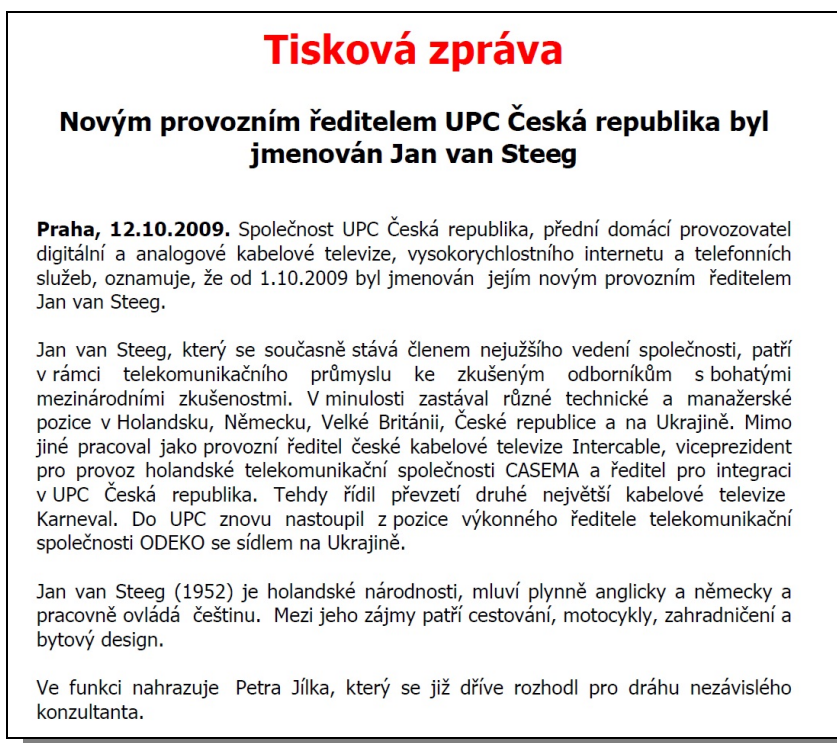 Tisková zpráva
Novým provozním ředitelem UPC Česká republika byl
jmenován Jan van Steeg
Praha, 12.10.2009. Společnost UPC Česká republika, přední domácí provozovatel
digitální a analogové kabelové televize, vysokorychlostního internetu a telefonních
služeb, oznamuje, že od 1.10.2009 byl jmenován jejím novým provozním ředitelem
Jan van Steeg.
Jan van Steeg, který se současně stává členem nejužšího vedení společnosti, patří
v rámci telekomunikačního průmyslu ke zkušeným odborníkům s bohatými
mezinárodními zkušenostmi. V minulosti zastával různé technické a manažerské
pozice v Holandsku, Německu, Velké Británii, České republice a na Ukrajině. Mimo
jiné pracoval jako provozní ředitel české kabelové televize Intercable, viceprezident
pro provoz holandské telekomunikační společnosti CASEMA a ředitel pro integraci
v UPC Česká republika. Tehdy řídil převzetí druhé největší kabelové televize
Karneval. Do UPC znovu nastoupil z pozice výkonného ředitele telekomunikační
společnosti ODEKO se sídlem na Ukrajině.
Jan van Steeg (1952) je holandské národnosti, mluví plynně anglicky a německy a
pracovně ovládá češtinu. Mezi jeho zájmy patří cestování, motocykly, zahradničení a
bytový design.
Ve funkci nahrazuje Petra Jílka, který se již dříve rozhodl pro dráhu nezávislého
konzultanta.